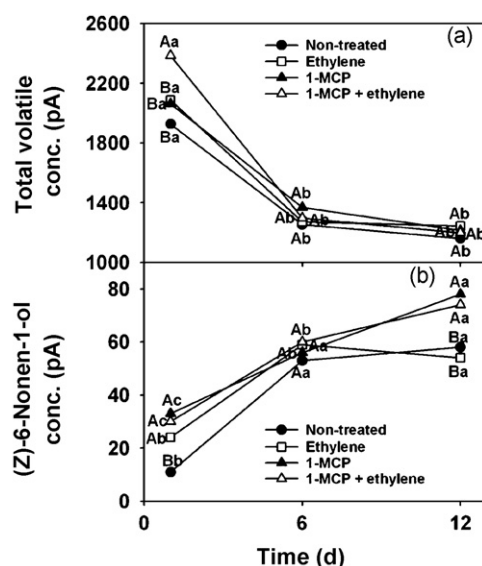 2600
2200
1800
1400
1000
Total volatile
conc. (pA)
(a)
Non-treated
Ethylene
1-MCP
1-MCP + ethylene
Aa
Ba
Ba
Ba
Ab
Ab
Ab
Ab
Ab
Ab
Ab
Ab
80
60
40
20
0
(Z)-6-Nonen-1-ol
conc. (pA)
(b)
Aa
Aa
Ab
Ab
Aa
Aa
Ba
Ba
Ac
Ac
Ab
Bb
Non-treated
Ethylene
1-MCP
1-MCP + ethylene
0 6 12
Time (d)